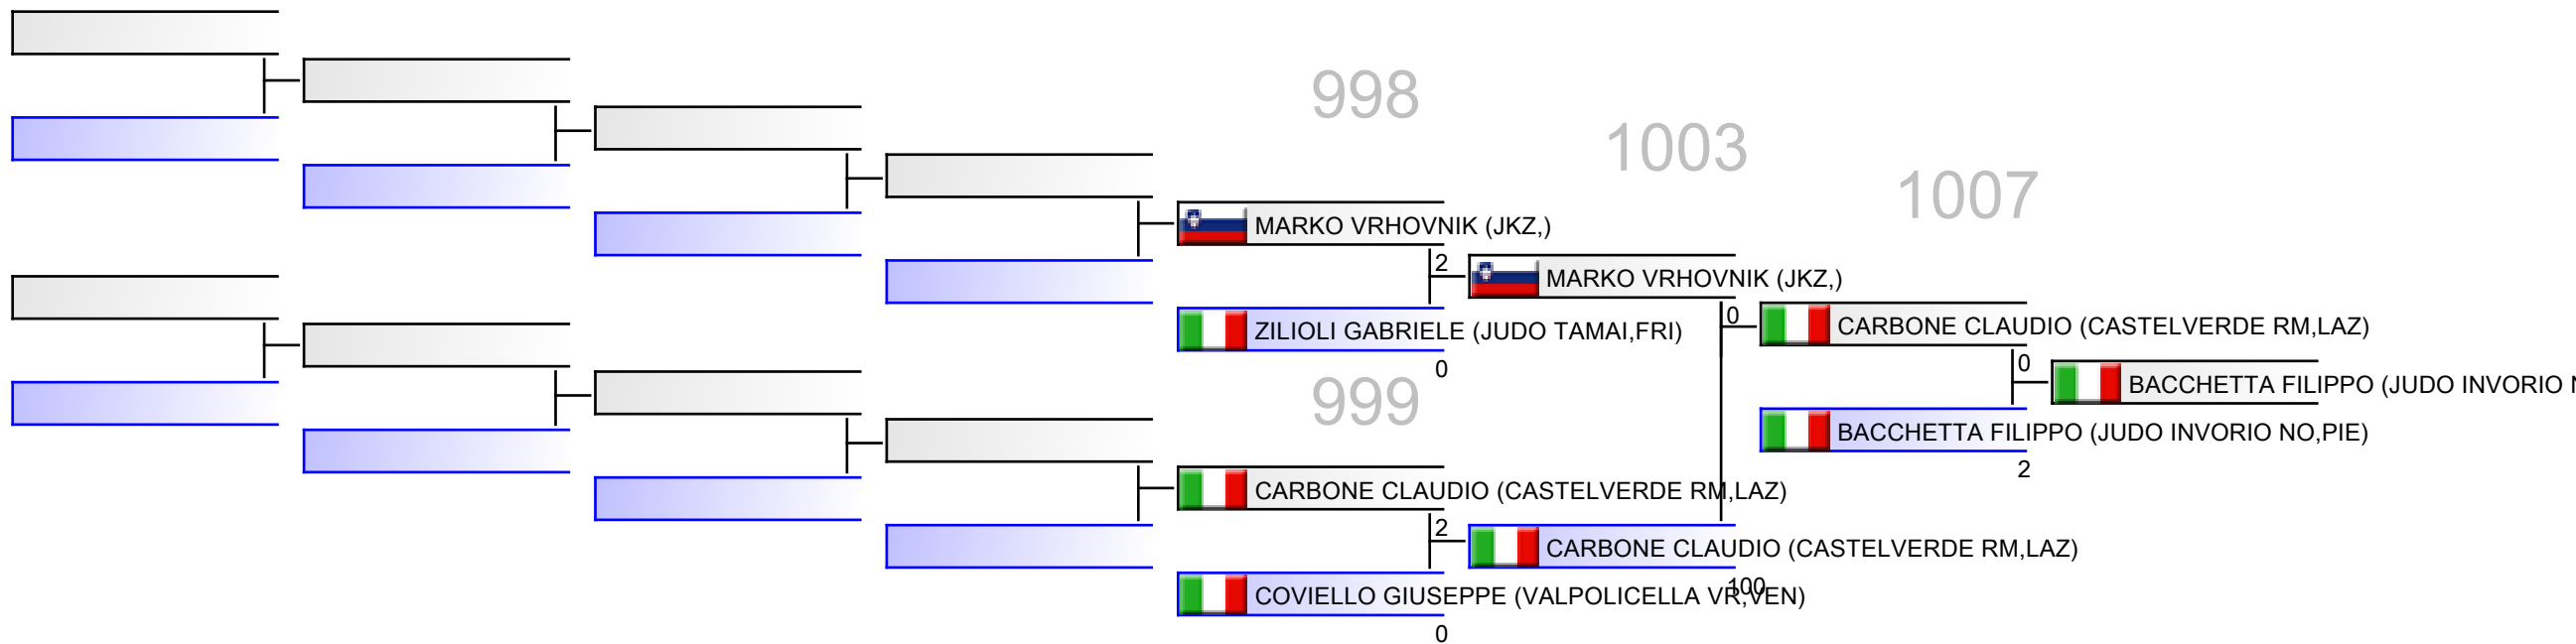 998
1003
1007
MARKO VRHOVNIK (JKZ,)
2
MARKO VRHOVNIK (JKZ,)
ZILIOLI GABRIELE (JUDO TAMAI,FRI)
0
0
CARBONE CLAUDIO (CASTELVERDE RM,LAZ)
0
BACCHETTA FILIPPO (JUDO INVORIO N
BACCHETTA FILIPPO (JUDO INVORIO NO,PIE)
2
999
CARBONE CLAUDIO (CASTELVERDE RM,LAZ)
2
CARBONE CLAUDIO (CASTELVERDE RM,LAZ)
100
COVIELLO GIUSEPPE (VALPOLICELLA VR,VEN)
0